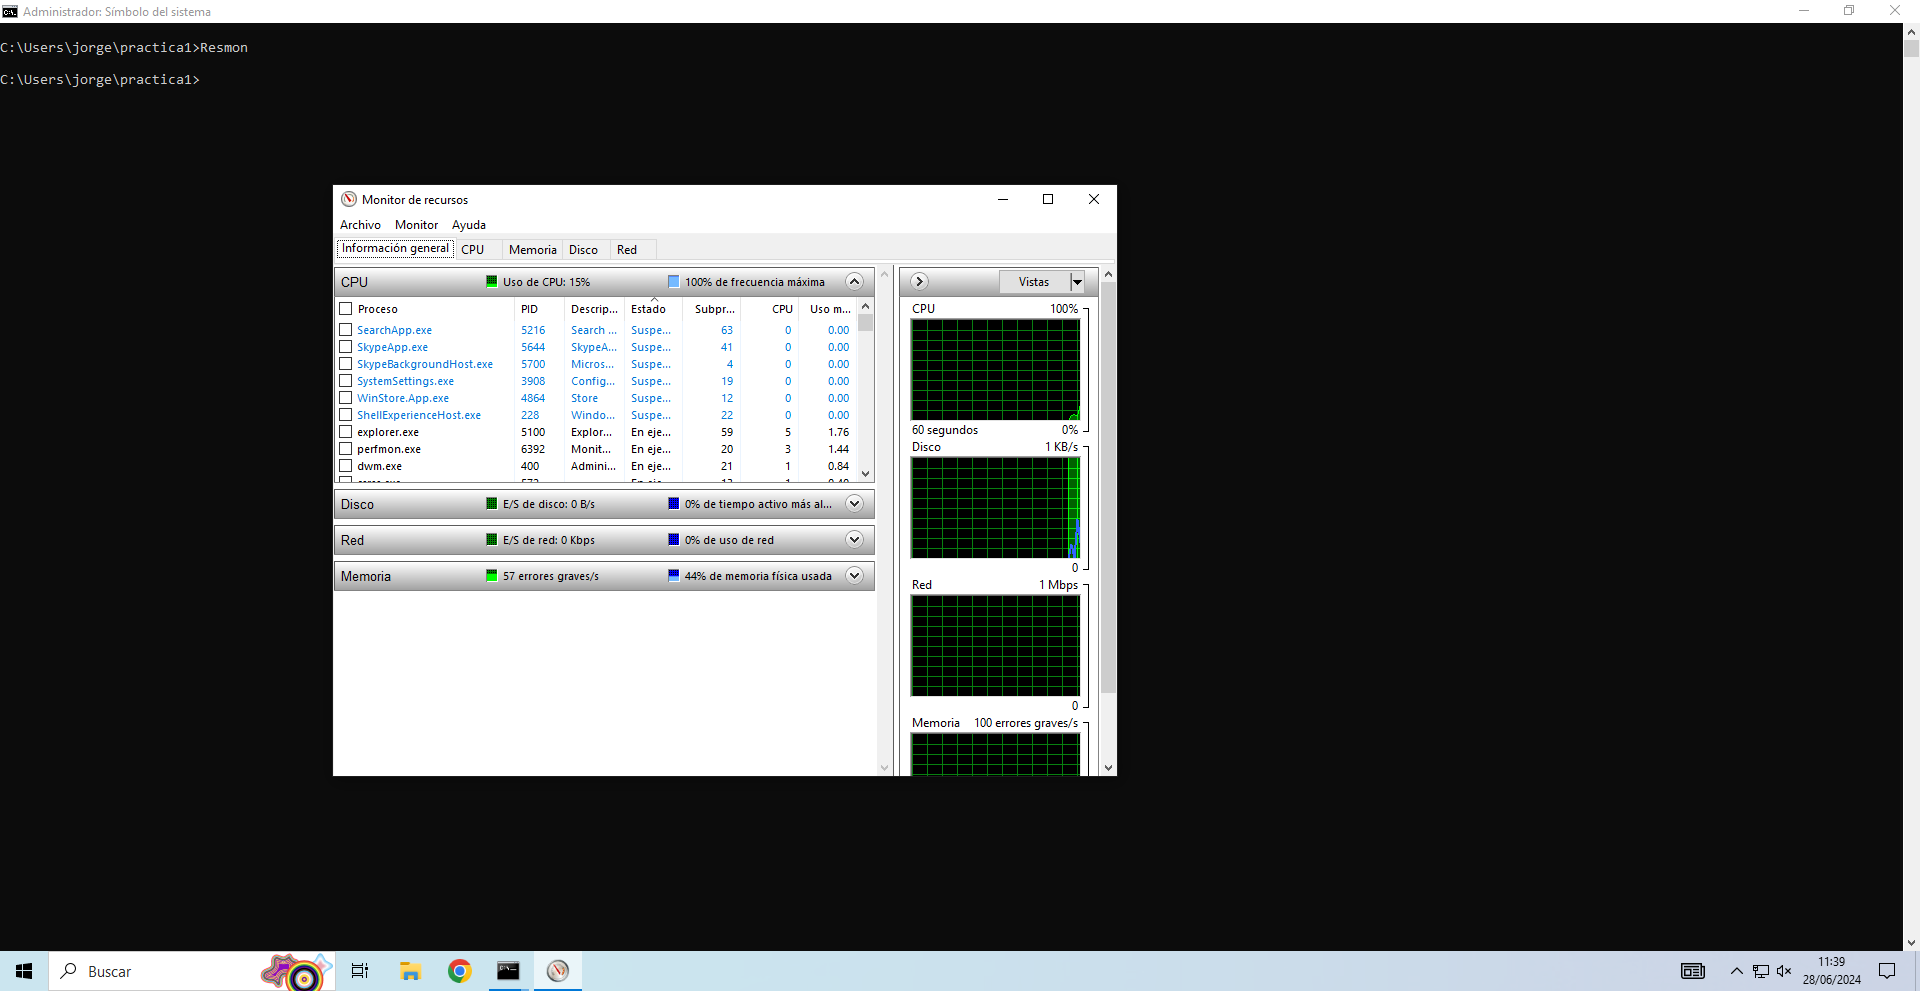 Administrador: Símbolo del sistema
C:\Users\jorge\practica1>Resmon
C:\Users\jorge\practica1>
Monitor de recursos
Archivo Monitor Ayuda
Información general CPU Memoria Disco Red
CPU Uso de CPU: 15% 100% de frecuencia máxima
Proceso PID Descrip... Estado Subpr... CPU Uso m...
SearchApp.exe 5216 Search ... Suspe... 63 0 0.00
SkypeApp.exe 5644 SkypeA... Suspe... 41 0 0.00
SkypeBackgroundHost.exe 5700 Micros... Suspe... 4 0 0.00
SystemSettings.exe 3908 Config... Suspe... 19 0 0.00
WinStore.App.exe 4864 Store Suspe... 12 0 0.00
ShellExperienceHost.exe 228 Windo... Suspe... 22 0 0.00
explorer.exe 5100 Explor... En eje... 59 5 1.76
perfmon.exe 6392 Monit... En eje... 20 3 1.44
dwm.exe 400 Admini... En eje... 21 1 0.84
Disco E/S de disco: 0 B/s 0% de tiempo activo más al...
Red E/S de red: 0 Kbps 0% de uso de red
Memoria 57 errores graves/s 44% de memoria física usada
Vistas
CPU 100%
60 segundos 0%
Disco 1 KB/s
0
Red 1 Mbps
0
Memoria 100 errores graves/s
Buscar
11:39
28/06/2024